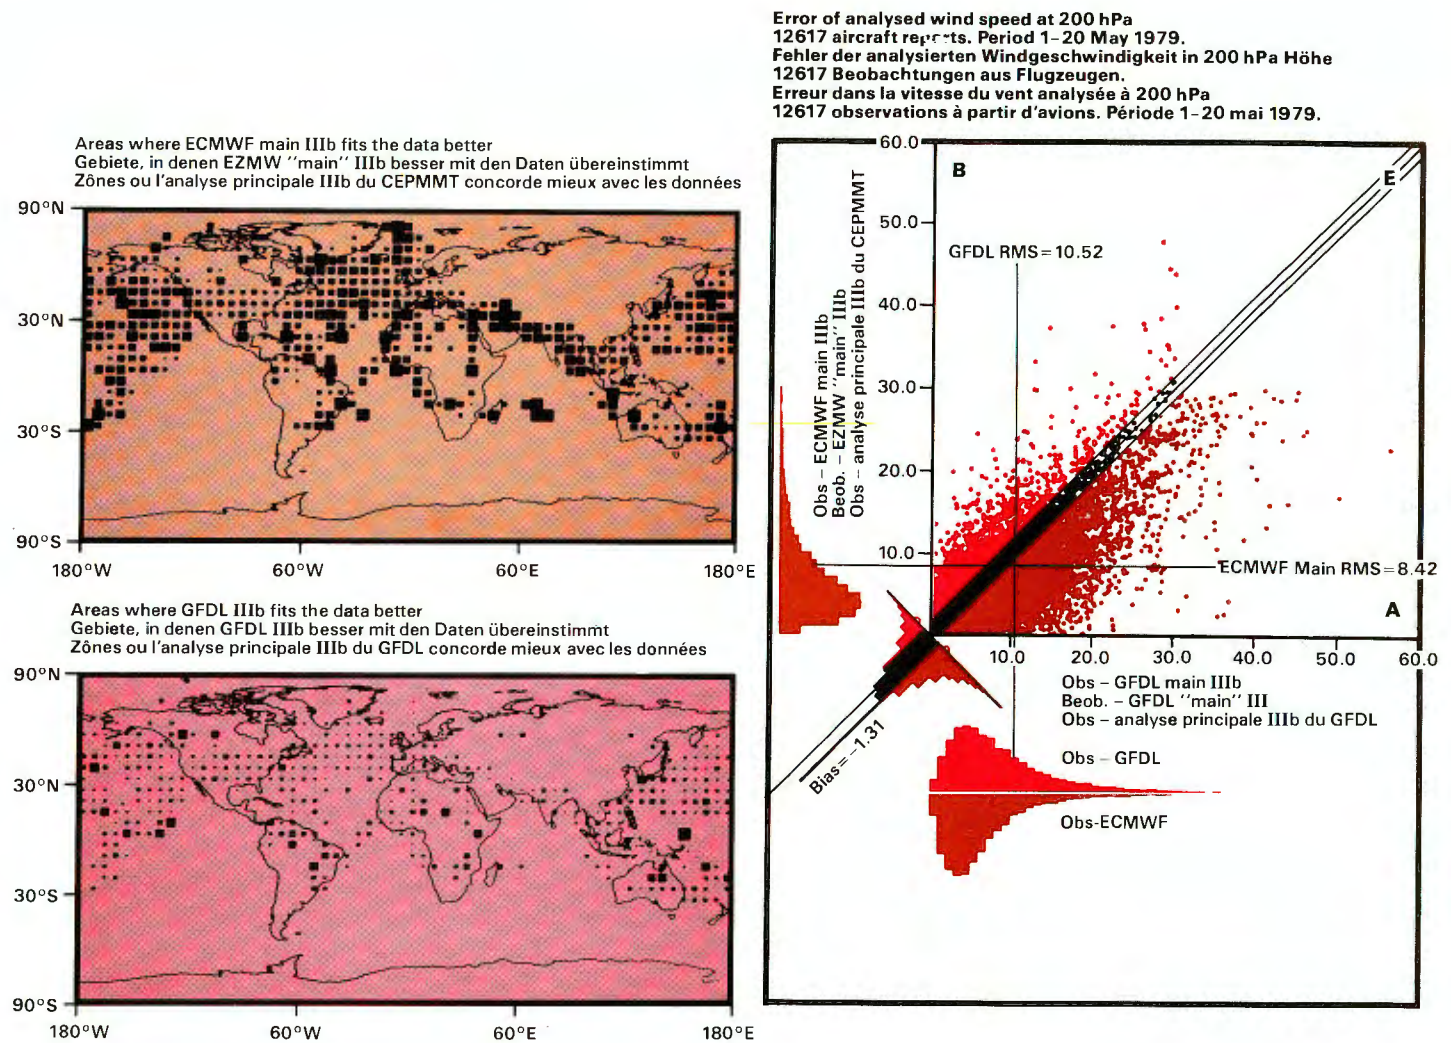 Error of analysed wind speed at 200 hPa
12617 aircraft reports. Period 1–20 May 1979.
Fehler der analysierten Windgeschwindigkeit in 200 hPa Höhe
12617 Beobachtungen aus Flugzeugen.
Erreur dans la vitesse du vent analysée à 200 hPa
12617 observations à partir d'avions. Période 1–20 mai 1979.
Areas where ECMWF main IIIb fits the data better
Gebiete, in denen EZMW "main" IIIb besser mit den Daten übereinstimmt
Zônes ou l'analyse principale IIIb du CEPMMT concorde mieux avec les données
90°N
30°N
30°S
90°S
180°W
60°W
60°E
180°E
Areas where GFDL IIIb fits the data better
Gebiete, in denen GFDL IIIb besser mit den Daten übereinstimmt
Zônes ou l'analyse principale IIIb du GFDL concorde mieux avec les données
90°N
30°N
30°S
90°S
180°W
60°W
60°E
180°E
60.0
50.0
40.0
30.0
20.0
10.0
B
E
A
GFDL RMS = 10.52
Obs – ECMWF main IIIb
Beob. – EZMW "main" IIIb
Obs – analyse principale IIIb du CEPMMT
ECMWF Main RMS = 8.42
10.0
20.0
30.0
40.0
50.0
60.0
Obs – GFDL main IIIb
Beob. – GFDL "main" III
Obs – analyse principale IIIb du GFDL
Bias = –1.31
Obs – GFDL
Obs-ECMWF